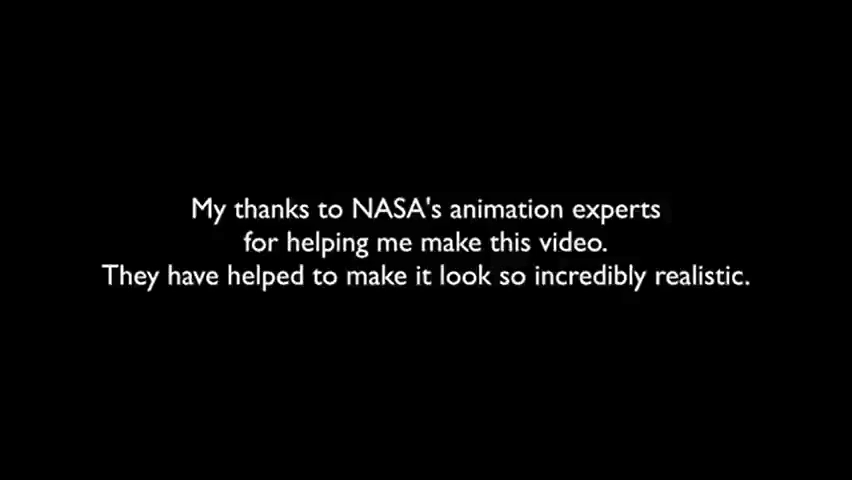 My thanks to NASA's animation experts
for helping me make this video.
They have helped to make it look so incredibly realistic.